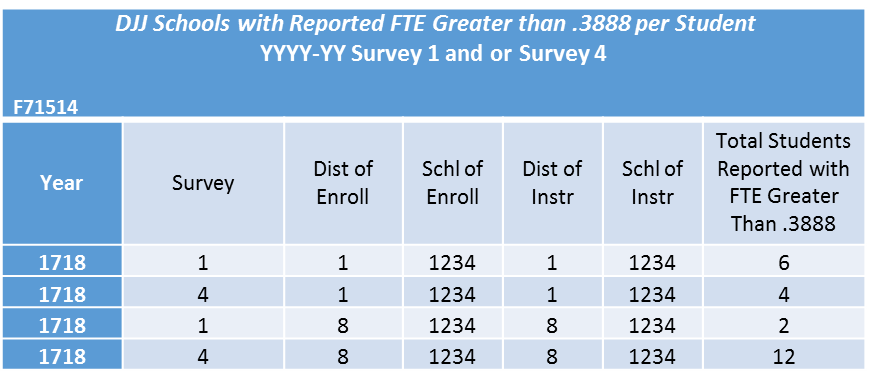 DJJ Schools with Reported FTE Greater than .3888 per Student
YYYY-YY Survey 1 and or Survey 4
F71514
Year Survey Dist of Enroll Schl of Enroll Dist of Instr Schl of Instr Total Students Reported with FTE Greater Than .3888
1718 1 1 1234 1 1234 6
1718 4 1 1234 1 1234 4
1718 1 8 1234 8 1234 2
1718 4 8 1234 8 1234 12